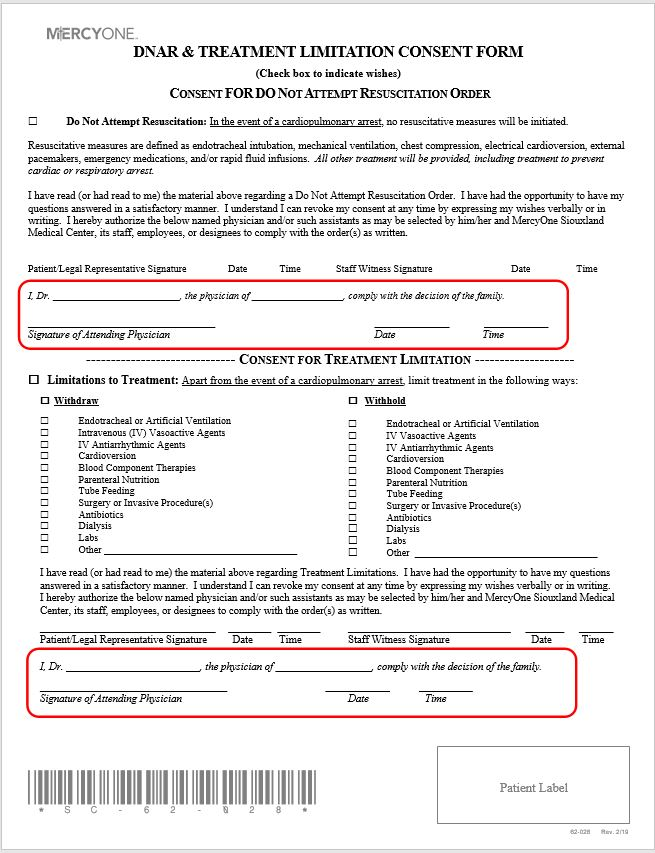 MERCYONE.
DNAR & TREATMENT LIMITATION CONSENT FORM
(Check box to indicate wishes)
CONSENT FOR DO NOT ATTEMPT RESUSCITATION ORDER
☐ Do Not Attempt Resuscitation: In the event of a cardiopulmonary arrest, no resuscitative measures will be initiated.
Resuscitative measures are defined as endotracheal intubation, mechanical ventilation, chest compression, electrical cardioversion, external
pacemakers, emergency medications, and/or rapid fluid infusions. All other treatment will be provided, including treatment to prevent
cardiac or respiratory arrest.
I have read (or had read to me) the material above regarding a Do Not Attempt Resuscitation Order. I have had the opportunity to have my
questions answered in a satisfactory manner. I understand I can revoke my consent at any time by expressing my wishes verbally or in
writing. I hereby authorize the below named physician and/or such assistants as may be selected by him/her and MercyOne Siouxland
Medical Center, its staff, employees, or designees to comply with the order(s) as written.
Patient/Legal Representative Signature Date Time Staff Witness Signature Date Time
I, Dr. ________________________, the physician of _________________, comply with the decision of the family.
Signature of Attending Physician Date Time
---------------------------- CONSENT FOR TREATMENT LIMITATION -------------------
☐ Limitations to Treatment: Apart from the event of a cardiopulmonary arrest, limit treatment in the following ways:
☐ Withdraw
☐ Endotracheal or Artificial Ventilation
☐ Intravenous (IV) Vasoactive Agents
☐ IV Antiarrhythmic Agents
☐ Cardioversion
☐ Blood Component Therapies
☐ Parenteral Nutrition
☐ Tube Feeding
☐ Surgery or Invasive Procedure(s)
☐ Antibiotics
☐ Dialysis
☐ Labs
☐ Other ____________________________________
☐ Withhold
☐ Endotracheal or Artificial Ventilation
☐ IV Vasoactive Agents
☐ IV Antiarrhythmic Agents
☐ Cardioversion
☐ Blood Component Therapies
☐ Parenteral Nutrition
☐ Tube Feeding
☐ Surgery or Invasive Procedure(s)
☐ Antibiotics
☐ Dialysis
☐ Labs
☐ Other ____________________________________
I have read (or had read to me) the material above regarding Treatment Limitations. I have had the opportunity to have my questions
answered in a satisfactory manner. I understand I can revoke my consent at any time by expressing my wishes verbally or in writing.
I hereby authorize the below named physician and/or such assistants as may be selected by him/her and MercyOne Siouxland Medical
Center, its staff, employees, or designees to comply with the order(s) as written.
Patient/Legal Representative Signature Date Time Staff Witness Signature Date Time
I, Dr. _________________________, the physician of __________________, comply with the decision of the family.
Signature of Attending Physician Date Time
* S C - 6 2 - 0 2 8 *
Patient Label
62-028 Rev. 2/19